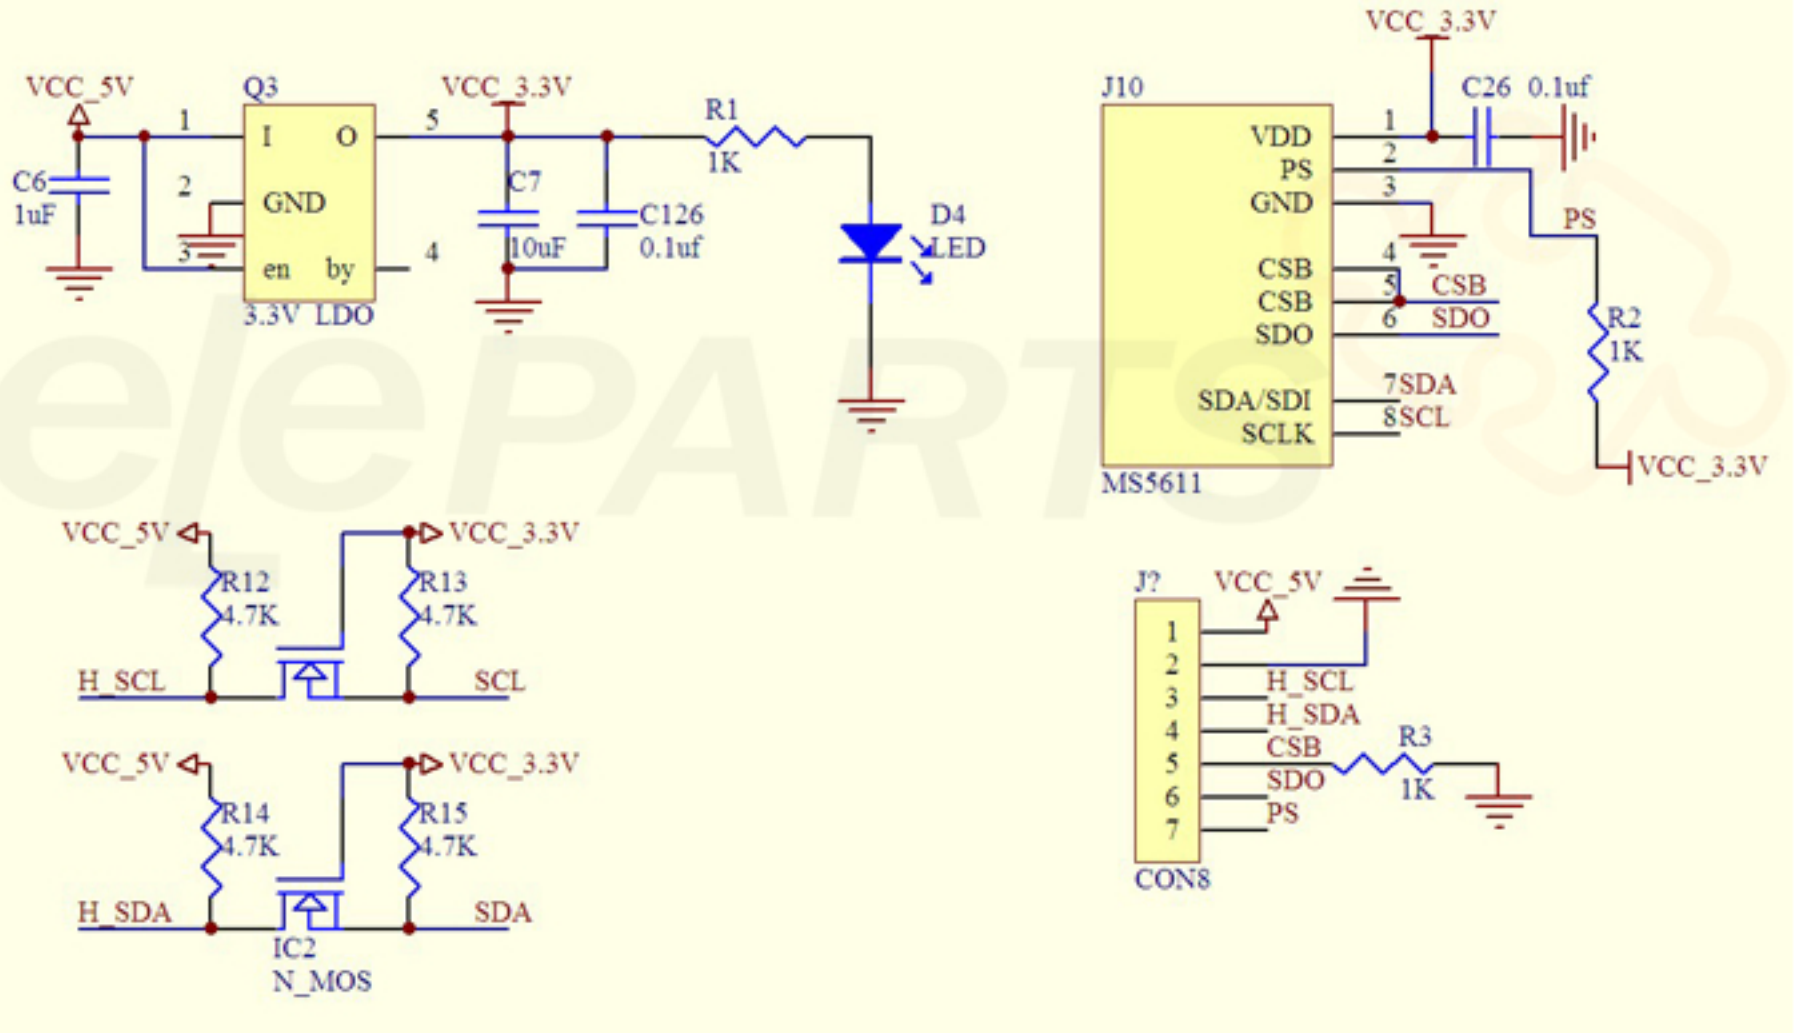 VCC_5V
Q3
1
I
O
5
2
GND
3
en
by
4
3.3V LDO
C6
1uF
VCC_3.3V
C7
10uF
C126
0.1uf
R1
1K
D4
LED
J10
VCC_3.3V
C26 0.1uf
VDD
1
PS
2
GND
3
CSB
4
CSB
5
CSB
SDO
6
SDO
SDA/SDI
7
SDA
SCLK
8
SCL
MS5611
PS
R2
1K
VCC_3.3V
elePARTS
VCC_5V
VCC_3.3V
R12
4.7K
R13
4.7K
H_SCL
SCL
VCC_5V
VCC_3.3V
R14
4.7K
R15
4.7K
H_SDA
SDA
IC2
N_MOS
J?
VCC_5V
1
2
3
H_SCL
4
H_SDA
5
CSB
6
SDO
7
PS
R3
1K
CON8